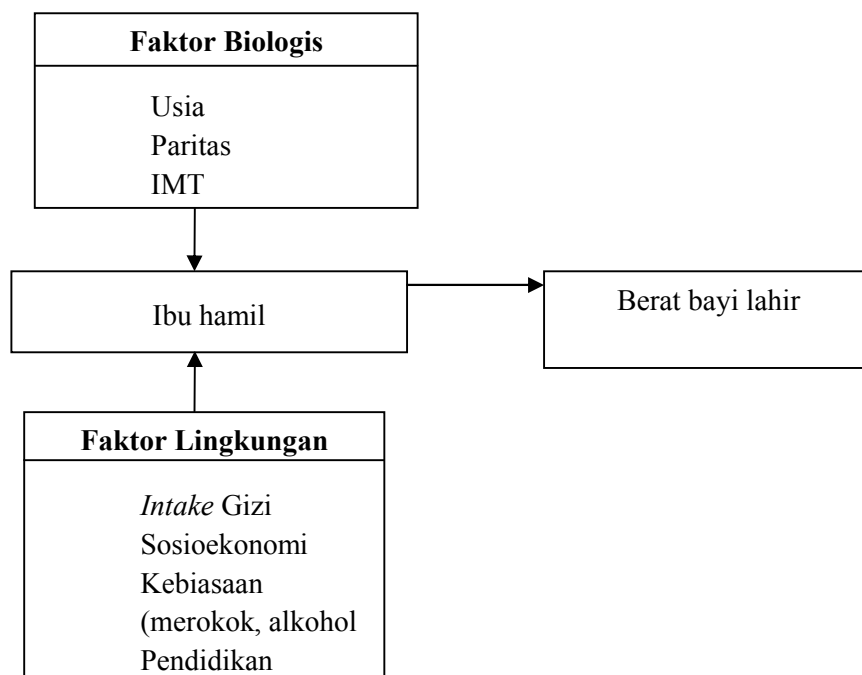 Faktor Biologis
Usia
Paritas
IMT
Ibu hamil
Berat bayi lahir
Faktor Lingkungan
Intake Gizi
Sosioekonomi
Kebiasaan
(merokok, alkohol
Pendidikan